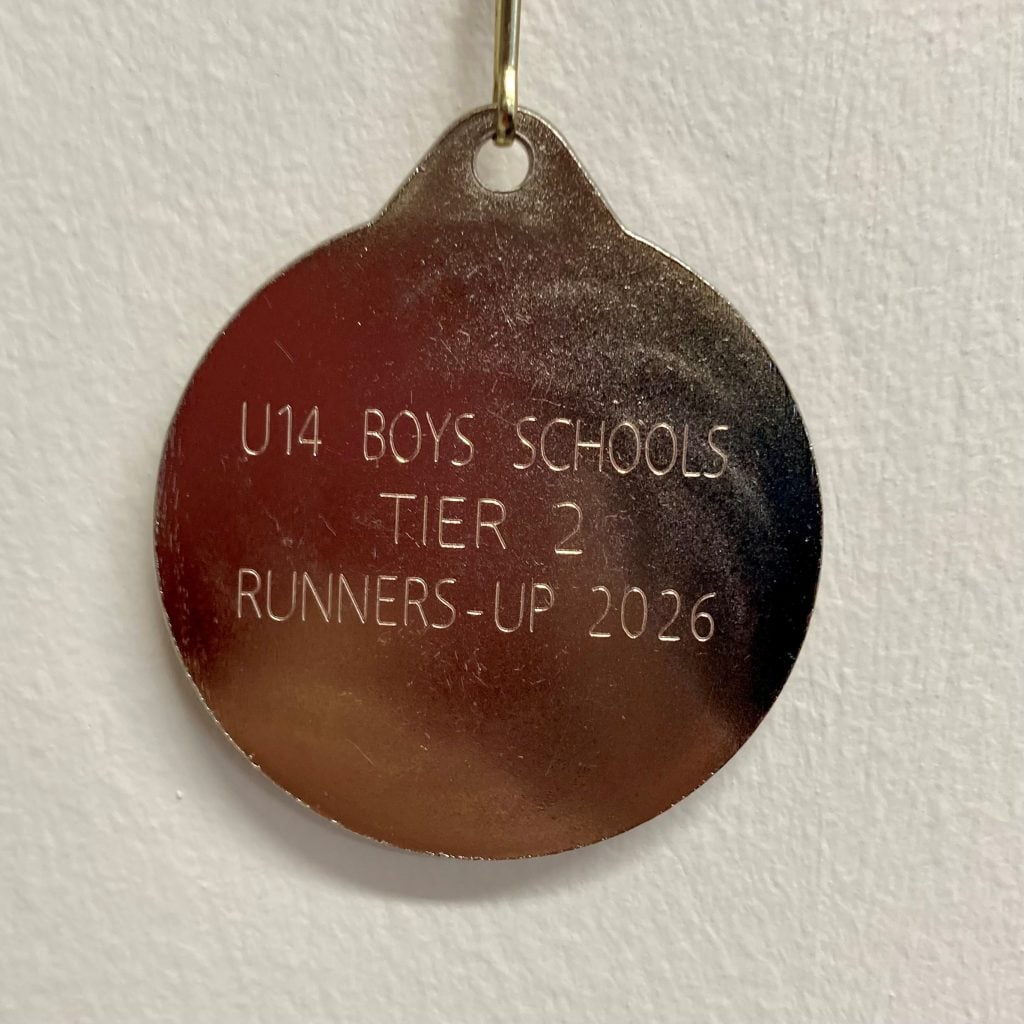 U14 BOYS SCHOOLS
TIER 2
RUNNERS-UP 2026